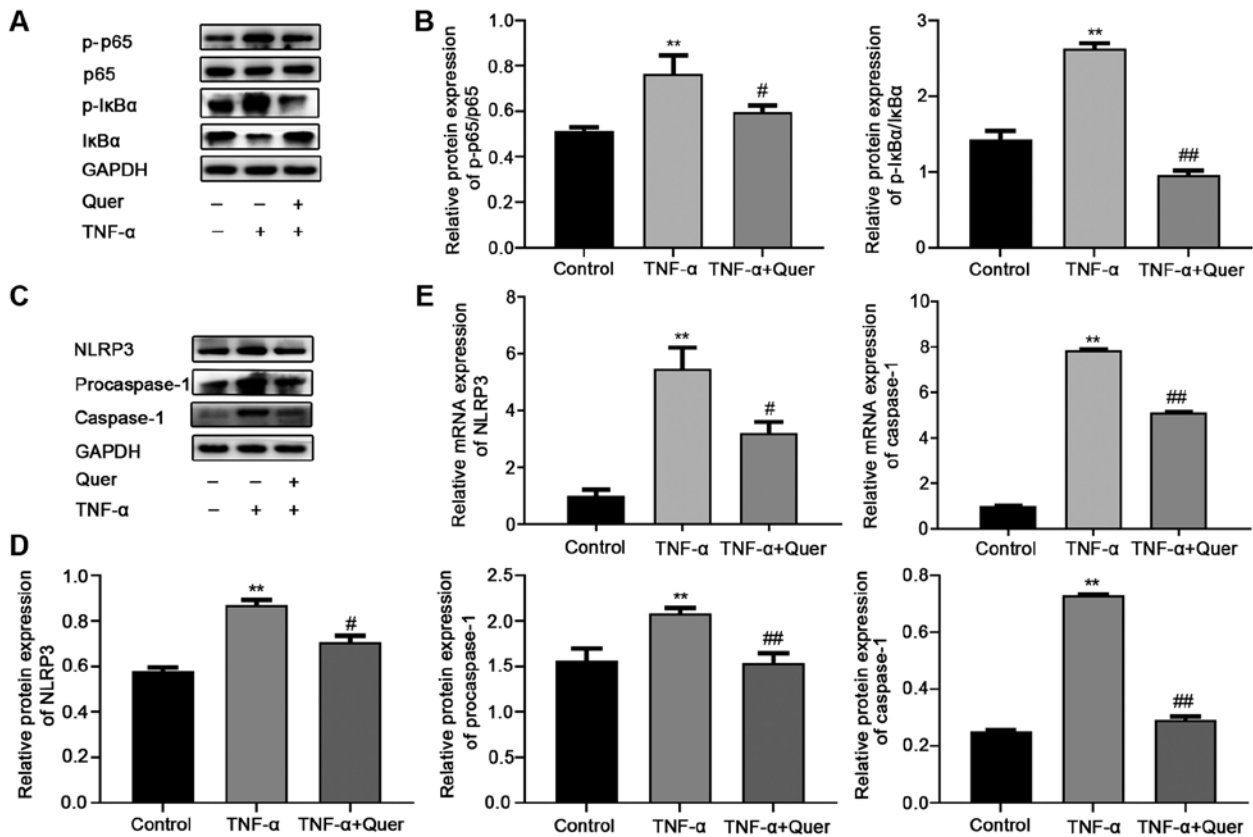 A
p-p65
p65
p-IκBα
IκBα
GAPDH
Quer
− − +
TNF-α
− + +
B
Relative protein expression
of p-p65/p65
1.0
0.8
0.6
0.4
0.2
0.0
**
#
Control
TNF-α
TNF-α+Quer
Relative protein expression
of p-IκBα/IκBα
3
2
1
0
**
##
Control
TNF-α
TNF-α+Quer
C
NLRP3
Procaspase-1
Caspase-1
GAPDH
Quer
− − +
TNF-α
− + +
E
Relative mRNA expression
of NLRP3
8
6
4
2
0
**
#
Control
TNF-α
TNF-α+Quer
Relative mRNA expression
of caspase-1
10
8
6
4
2
0
**
##
Control
TNF-α
TNF-α+Quer
D
Relative protein expression
of NLRP3
1.0
0.8
0.6
0.4
0.2
0.0
**
#
Control
TNF-α
TNF-α+Quer
Relative protein expression
of procaspase-1
2.5
2.0
1.5
1.0
0.5
0.0
**
##
Control
TNF-α
TNF-α+Quer
Relative protein expression
of caspase-1
0.8
0.6
0.4
0.2
0.0
**
##
Control
TNF-α
TNF-α+Quer